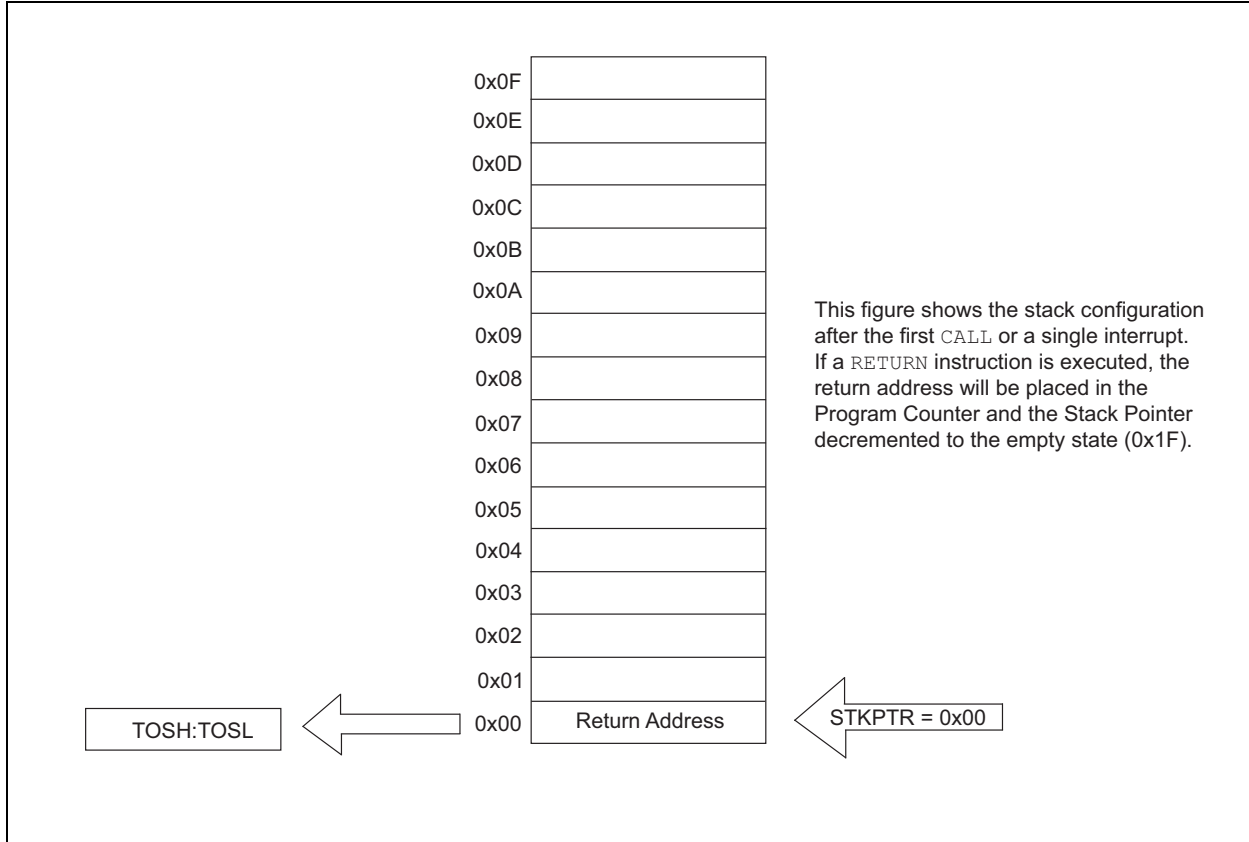 0x0F
0x0E
0x0D
0x0C
0x0B
0x0A
0x09
0x08
0x07
0x06
0x05
0x04
0x03
0x02
0x01
0x00
Return Address
TOSH:TOSL
STKPTR = 0x00
This figure shows the stack configuration
after the first CALL or a single interrupt.
If a RETURN instruction is executed, the
return address will be placed in the
Program Counter and the Stack Pointer
decremented to the empty state (0x1F).